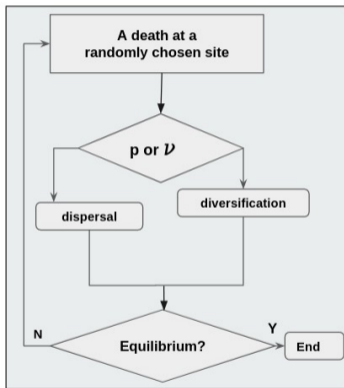 A death at a
randomly chosen site
p or ν
dispersal
diversification
N
Equilibrium?
Y
End